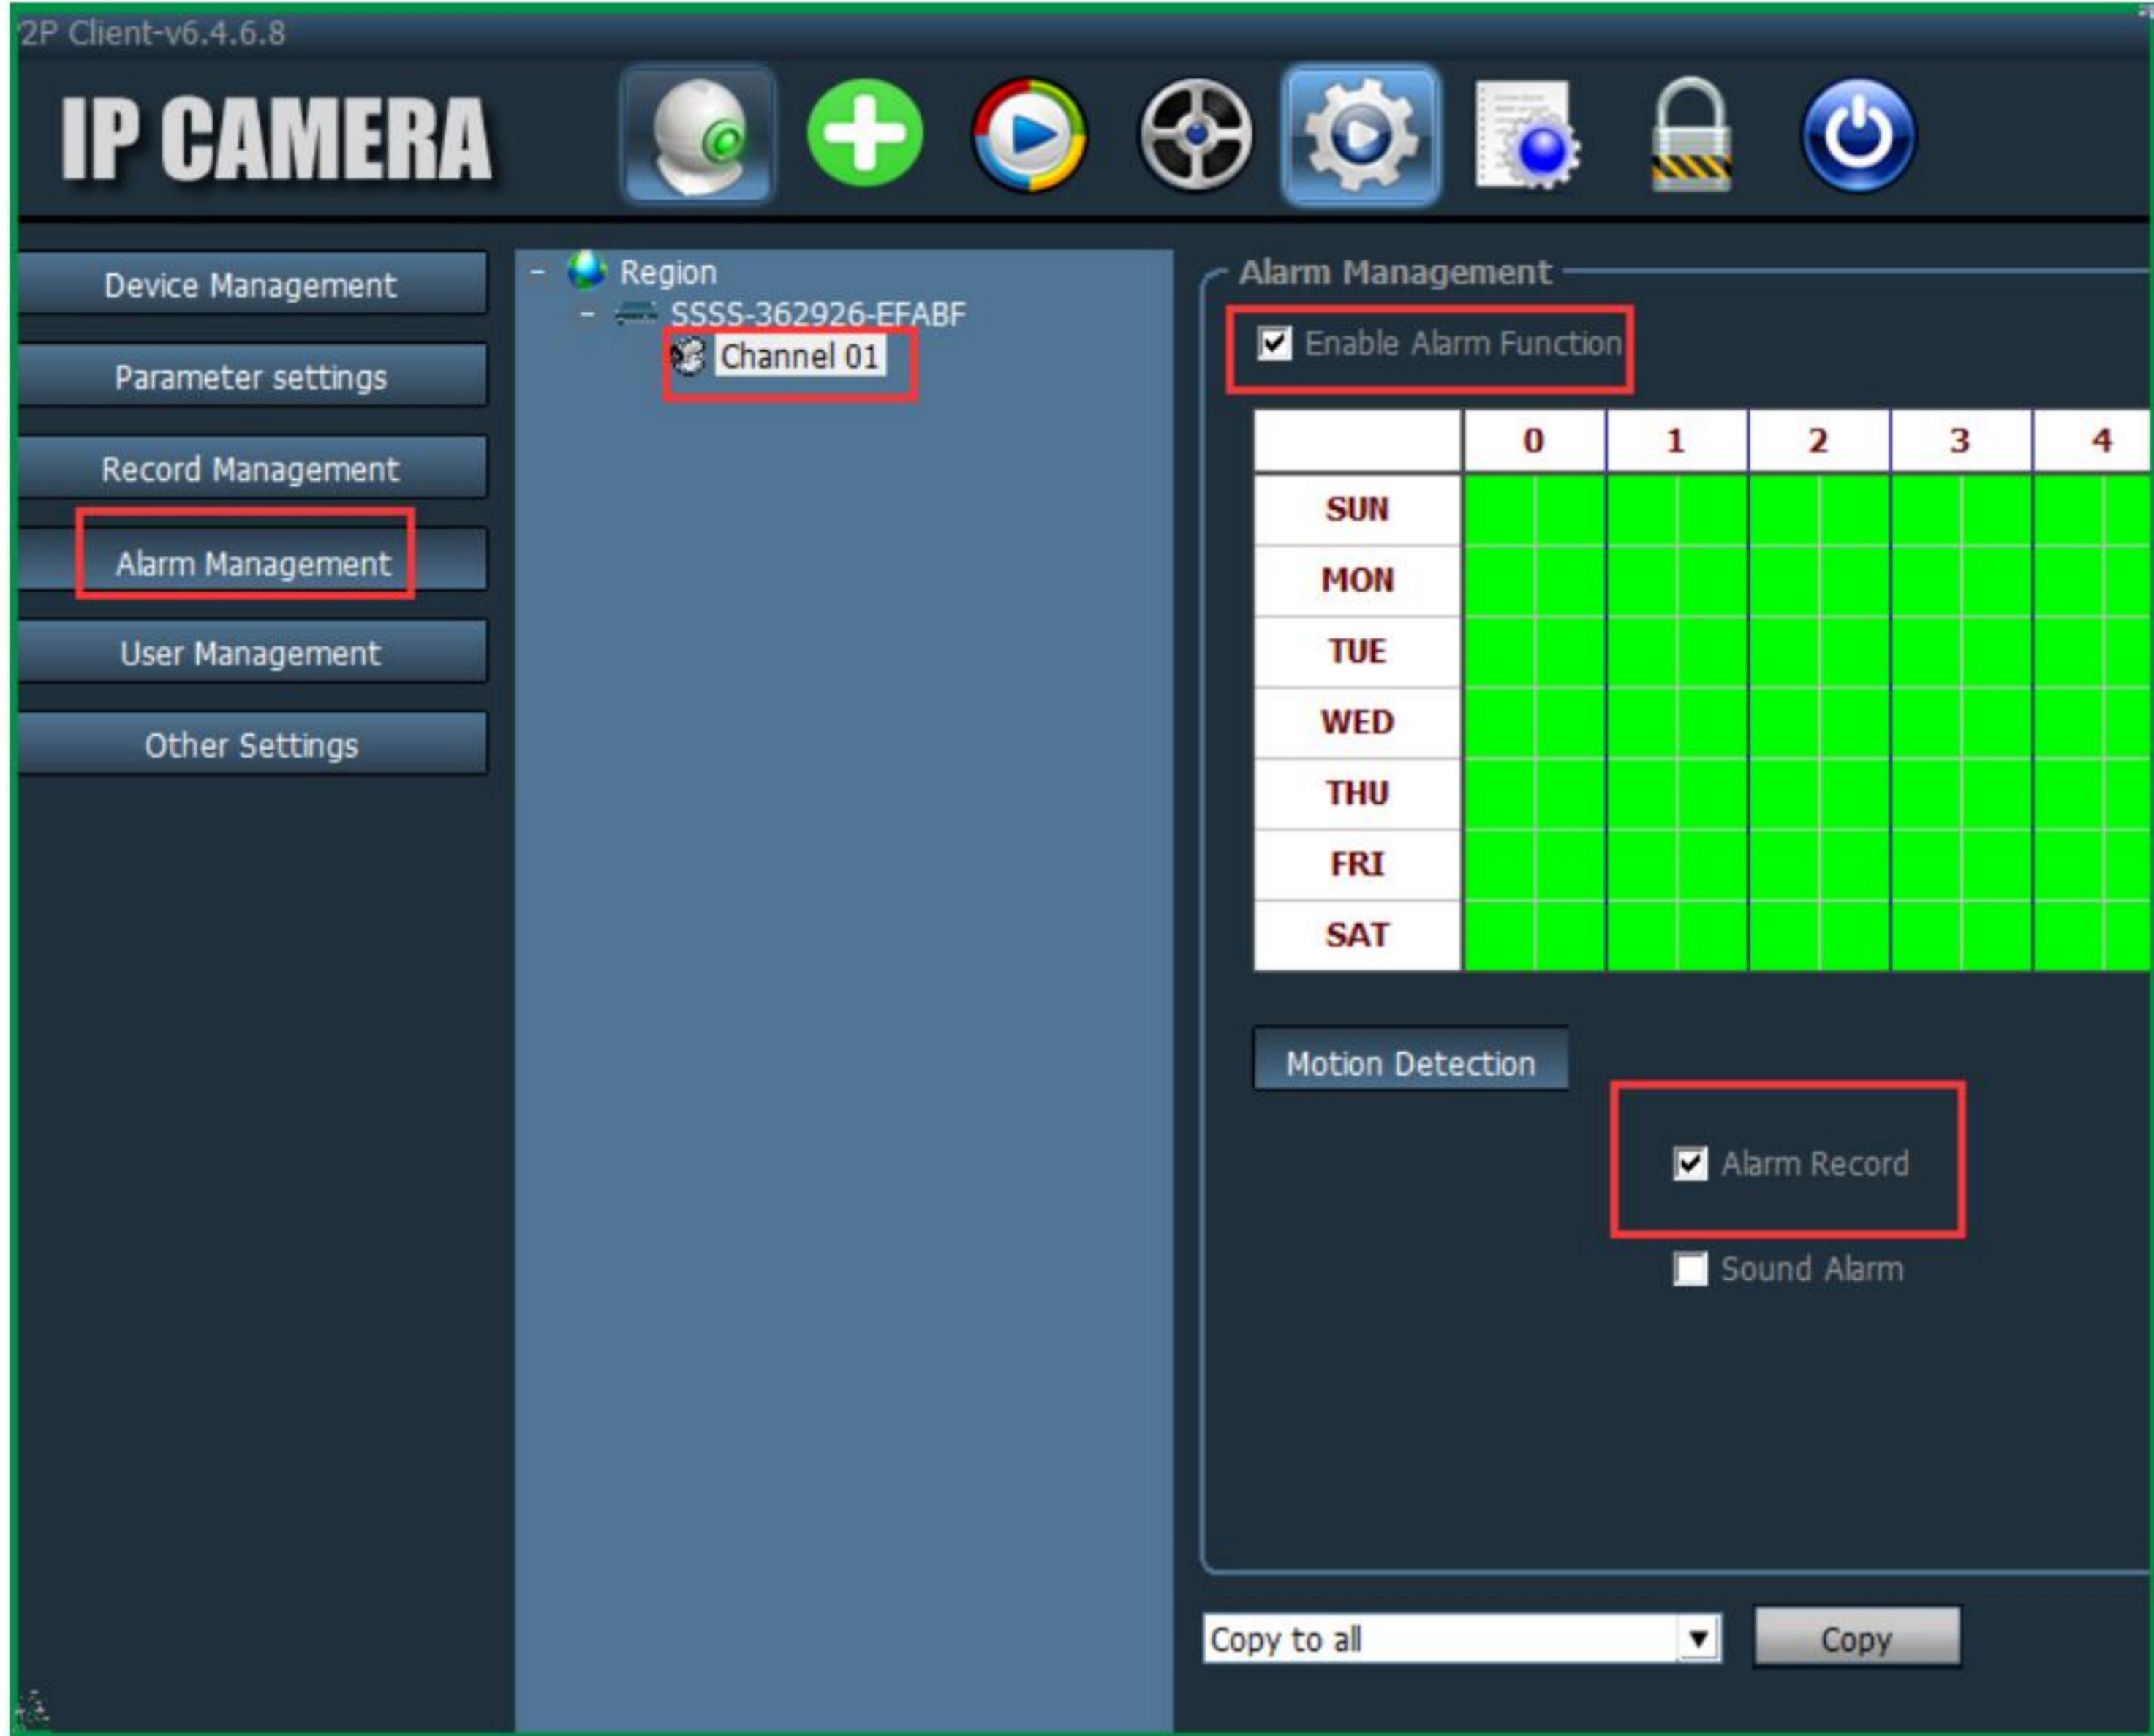 2P Client-v6.4.6.8
IP CAMERA
Device Management
Parameter settings
Record Management
Alarm Management
User Management
Other Settings
Region
SSSS-362926-EFABF
Channel 01
Alarm Management
Enable Alarm Function
0 1 2 3 4
SUN
MON
TUE
WED
THU
FRI
SAT
Motion Detection
Alarm Record
Sound Alarm
Copy to all
Copy